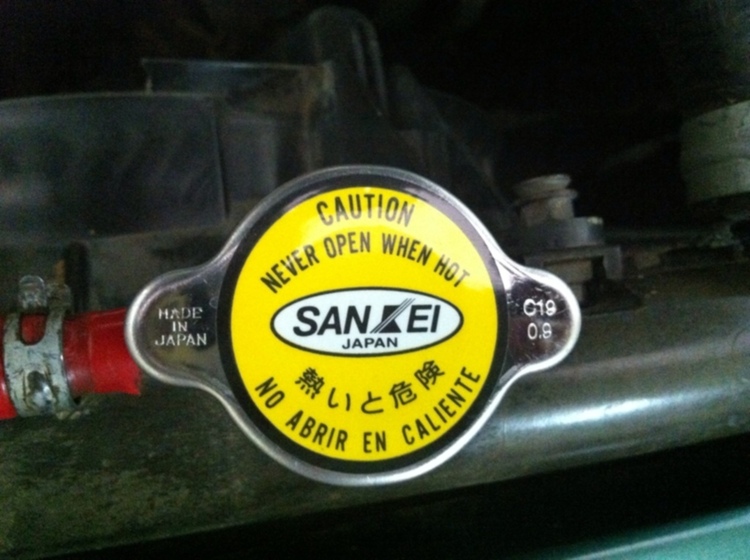 CAUTION
NEVER OPEN WHEN HOT
MADE
IN
JAPAN
SANKEI
JAPAN
C19
0.9
熱いと危険
NO ABRIR EN CALIENTE